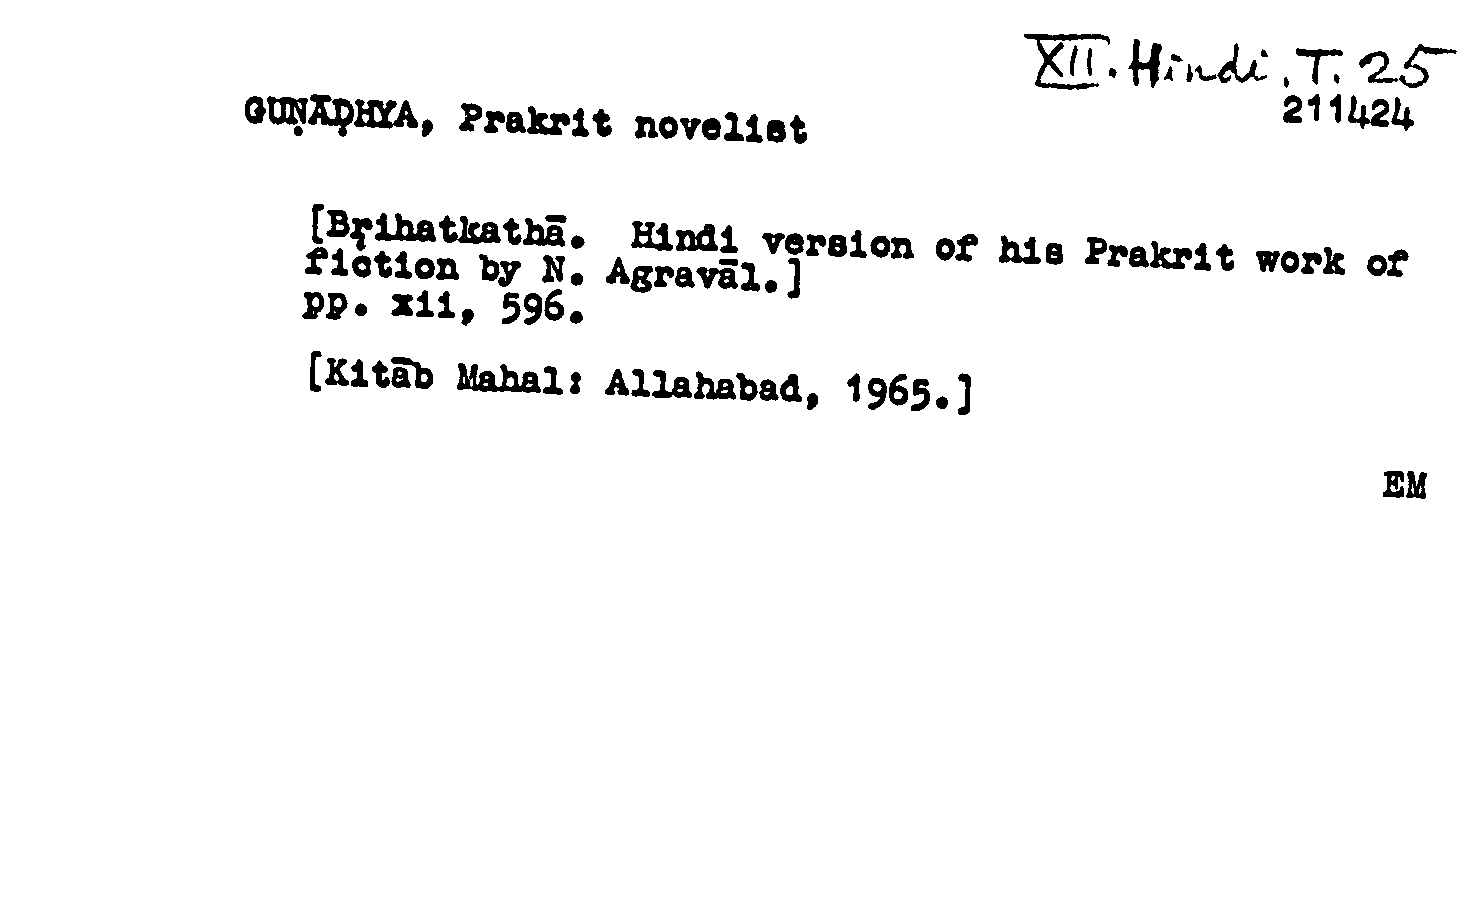 XII. Hindi. T. 25
211424
GUṆĀḌHYA, Prakrit novelist
[Bṛihatkathā. Hindi version of his Prakrit work of
fiction by N. Agravāl.]
pp. xii, 596.
[Kitāb Mahal: Allahabad, 1965.]
EM